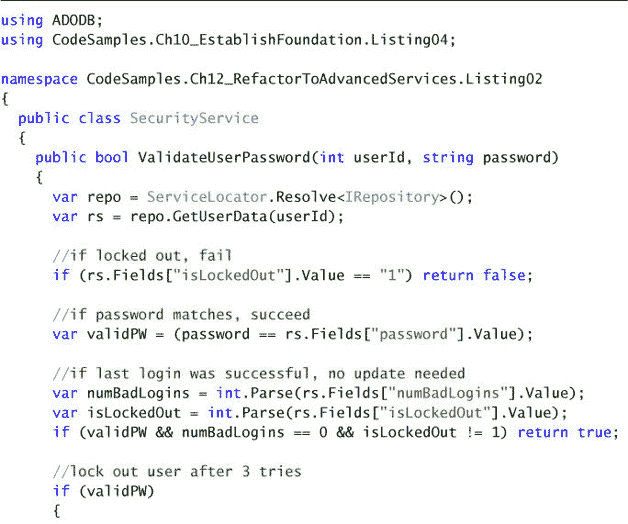 using ADODB;
using CodeSamples.Ch10_EstablishFoundation.Listing04;
namespace CodeSamples.Ch12_RefactorToAdvancedServices.Listing02
{
public class SecurityService
{
public bool ValidateUserPassword(int userId, string password)
{
var repo = ServiceLocator.Resolve<IRepository>();
var rs = repo.GetUserData(userId);
//if locked out, fail
if (rs.Fields["isLockedOut"].Value == "1") return false;
//if password matches, succeed
var validPW = (password == rs.Fields["password"].Value);
//if last login was successful, no update needed
var numBadLogins = int.Parse(rs.Fields["numBadLogins"].Value);
var isLockedOut = int.Parse(rs.Fields["isLockedOut"].Value);
if (validPW && numBadLogins == 0 && isLockedOut != 1) return true;
//lock out user after 3 tries
if (validPW)
{